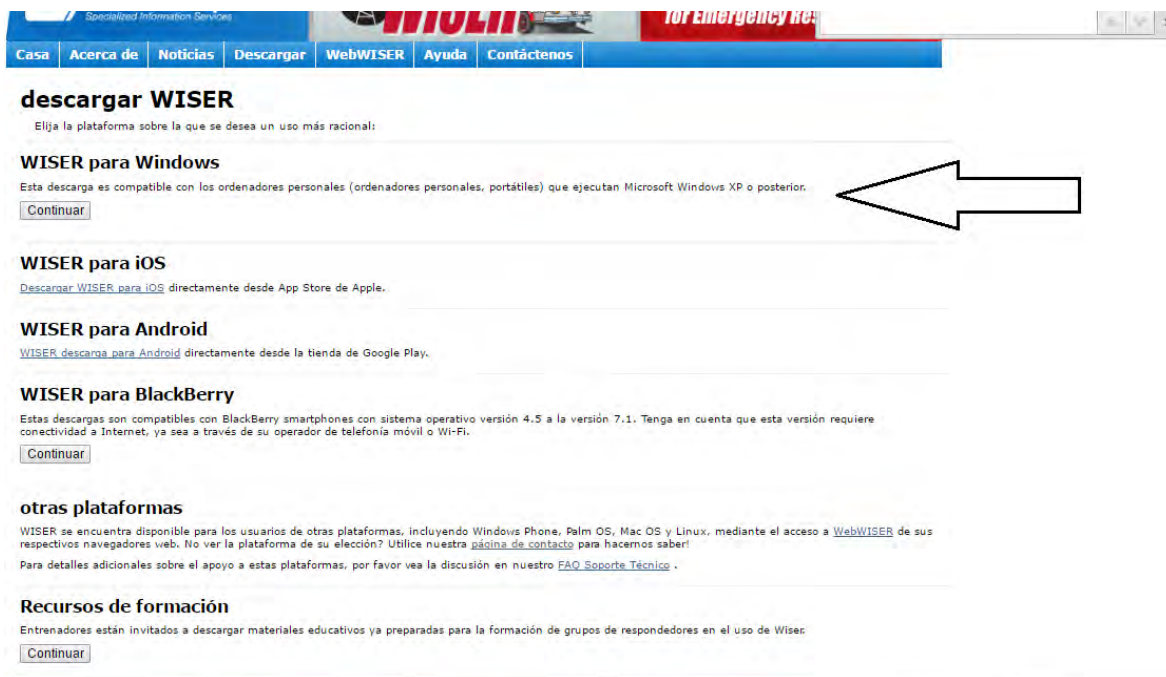 Specialized Information Services
WISER
for Emergency Re
Casa Acerca de Noticias Descargar WebWISER Ayuda Contáctenos
descargar WISER
Elija la plataforma sobre la que se desea un uso más racional:
WISER para Windows
Esta descarga es compatible con los ordenadores personales (ordenadores personales, portátiles) que ejecutan Microsoft Windows XP o posterior.
Continuar
WISER para iOS
Descargar WISER para iOS directamente desde App Store de Apple.
WISER para Android
WISER descarga para Android directamente desde la tienda de Google Play.
WISER para BlackBerry
Estas descargas son compatibles con BlackBerry smartphones con sistema operativo versión 4.5 a la versión 7.1. Tenga en cuenta que esta versión requiere
conectividad a Internet, ya sea a través de su operador de telefonía móvil o Wi-Fi.
Continuar
otras plataformas
WISER se encuentra disponible para los usuarios de otras plataformas, incluyendo Windows Phone, Palm OS, Mac OS y Linux, mediante el acceso a WebWISER de sus
respectivos navegadores web. No ver la plataforma de su elección? Utilice nuestra página de contacto para hacernos saber!
Para detalles adicionales sobre el apoyo a estas plataformas, por favor vea la discusión en nuestro FAQ Soporte Técnico .
Recursos de formación
Entrenadores están invitados a descargar materiales educativos ya preparadas para la formación de grupos de respondedores en el uso de Wiser.
Continuar